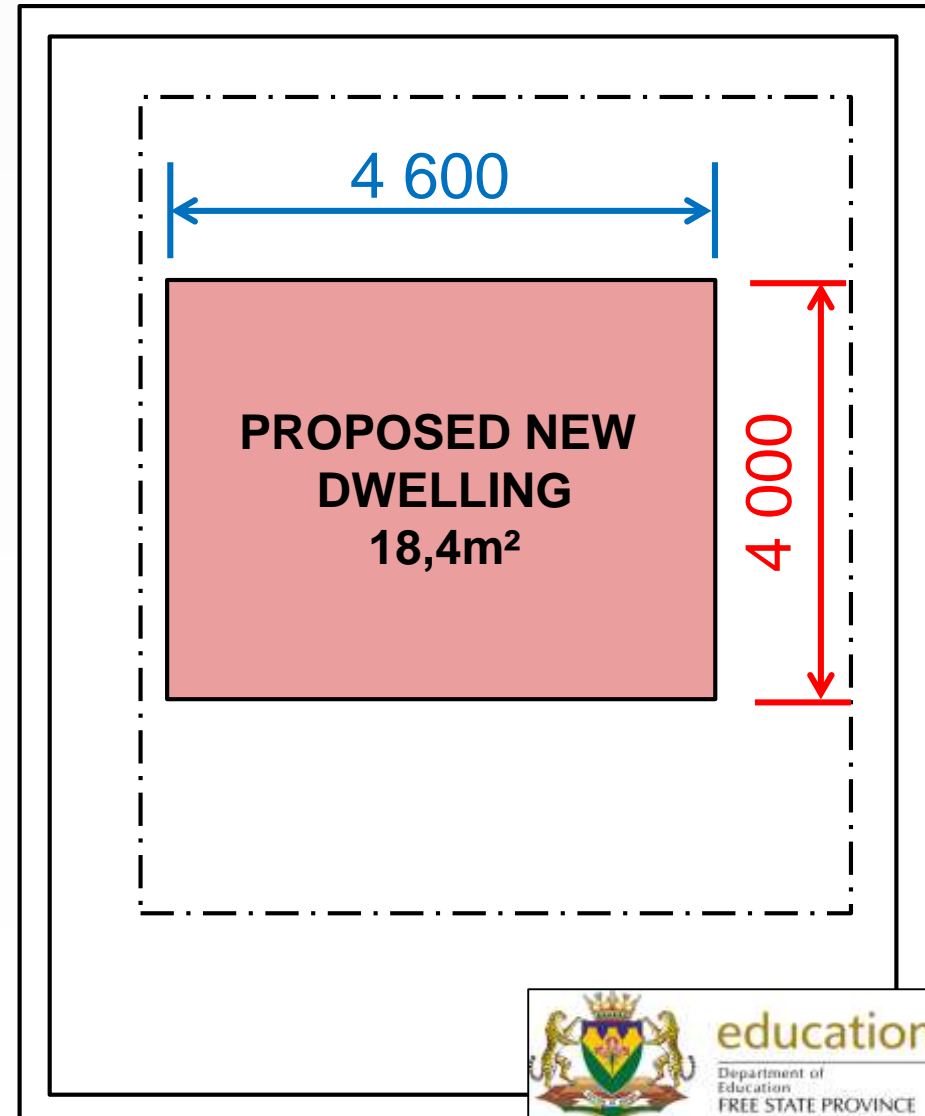 4 600
PROPOSED NEW
DWELLING
18,4m²
4 000
education
Department of
Education
FREE STATE PROVINCE